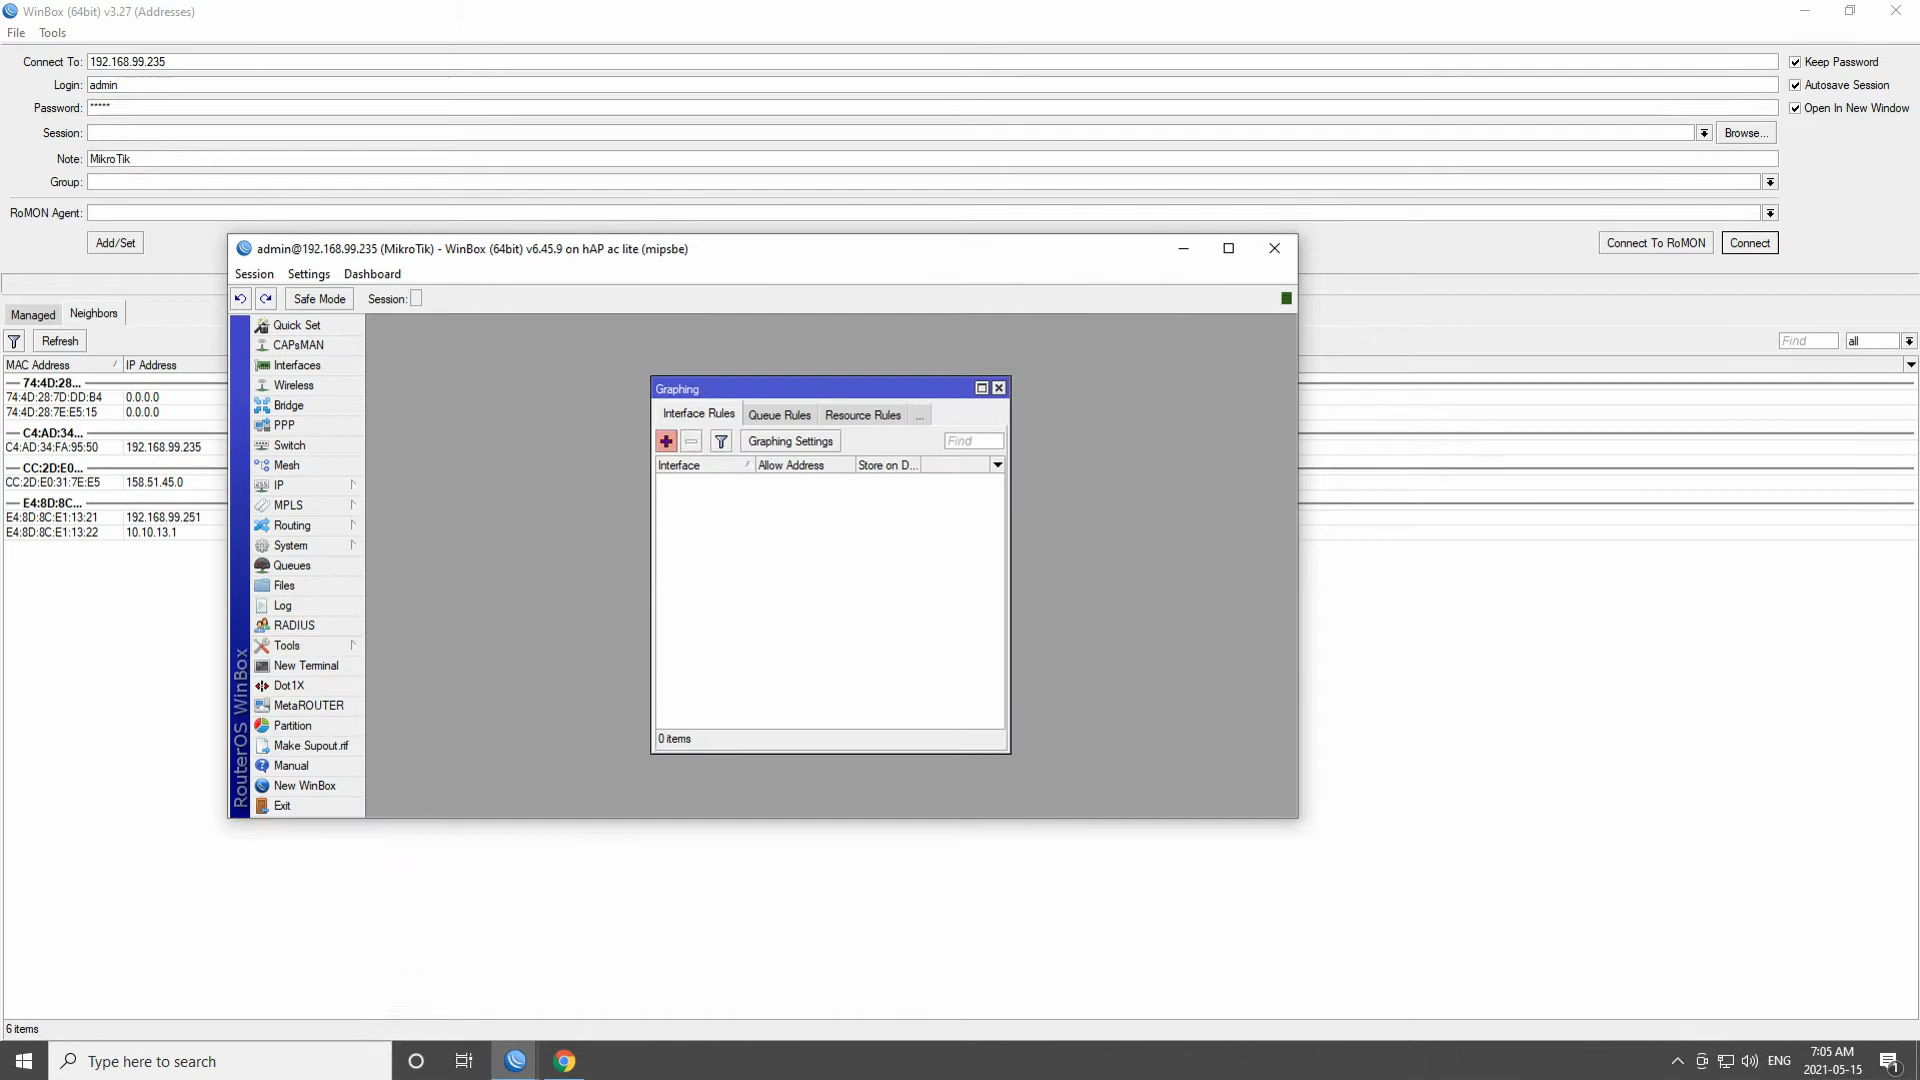 WinBox (64bit) v3.27 (Addresses)
File Tools
Connect To: 192.168.99.235
Keep Password
Login: admin
Autosave Session
Password: *****
Open In New Window
Session:
Browse...
Note: MikroTik
Group:
RoMON Agent:
Add/Set
Connect To RoMON
Connect
admin@192.168.99.235 (MikroTik) - WinBox (64bit) v6.45.9 on hAP ac lite (mipsbe)
Session Settings Dashboard
Safe Mode Session:
Managed Neighbors
Refresh
Find
all
MAC Address / IP Address
74:4D:28...
74:4D:28:7D:DD:B4 0.0.0.0
74:4D:28:7E:E5:15 0.0.0.0
C4:AD:34...
C4:AD:34:FA:95:50 192.168.99.235
CC:2D:E0...
CC:2D:E0:31:7E:E5 158.51.45.0
E4:8D:8C...
E4:8D:8C:E1:13:21 192.168.99.251
E4:8D:8C:E1:13:22 10.10.13.1
6 items
RouterOS WinBox
Quick Set
CAPsMAN
Interfaces
Wireless
Bridge
PPP
Switch
Mesh
IP
MPLS
Routing
System
Queues
Files
Log
RADIUS
Tools
New Terminal
Dot1X
MetaROUTER
Partition
Make Supout.rif
Manual
New WinBox
Exit
Graphing
Interface Rules Queue Rules Resource Rules ...
Graphing Settings
Find
Interface / Allow Address Store on D...
0 items
Type here to search
ENG
7:05 AM
2021-05-15
1